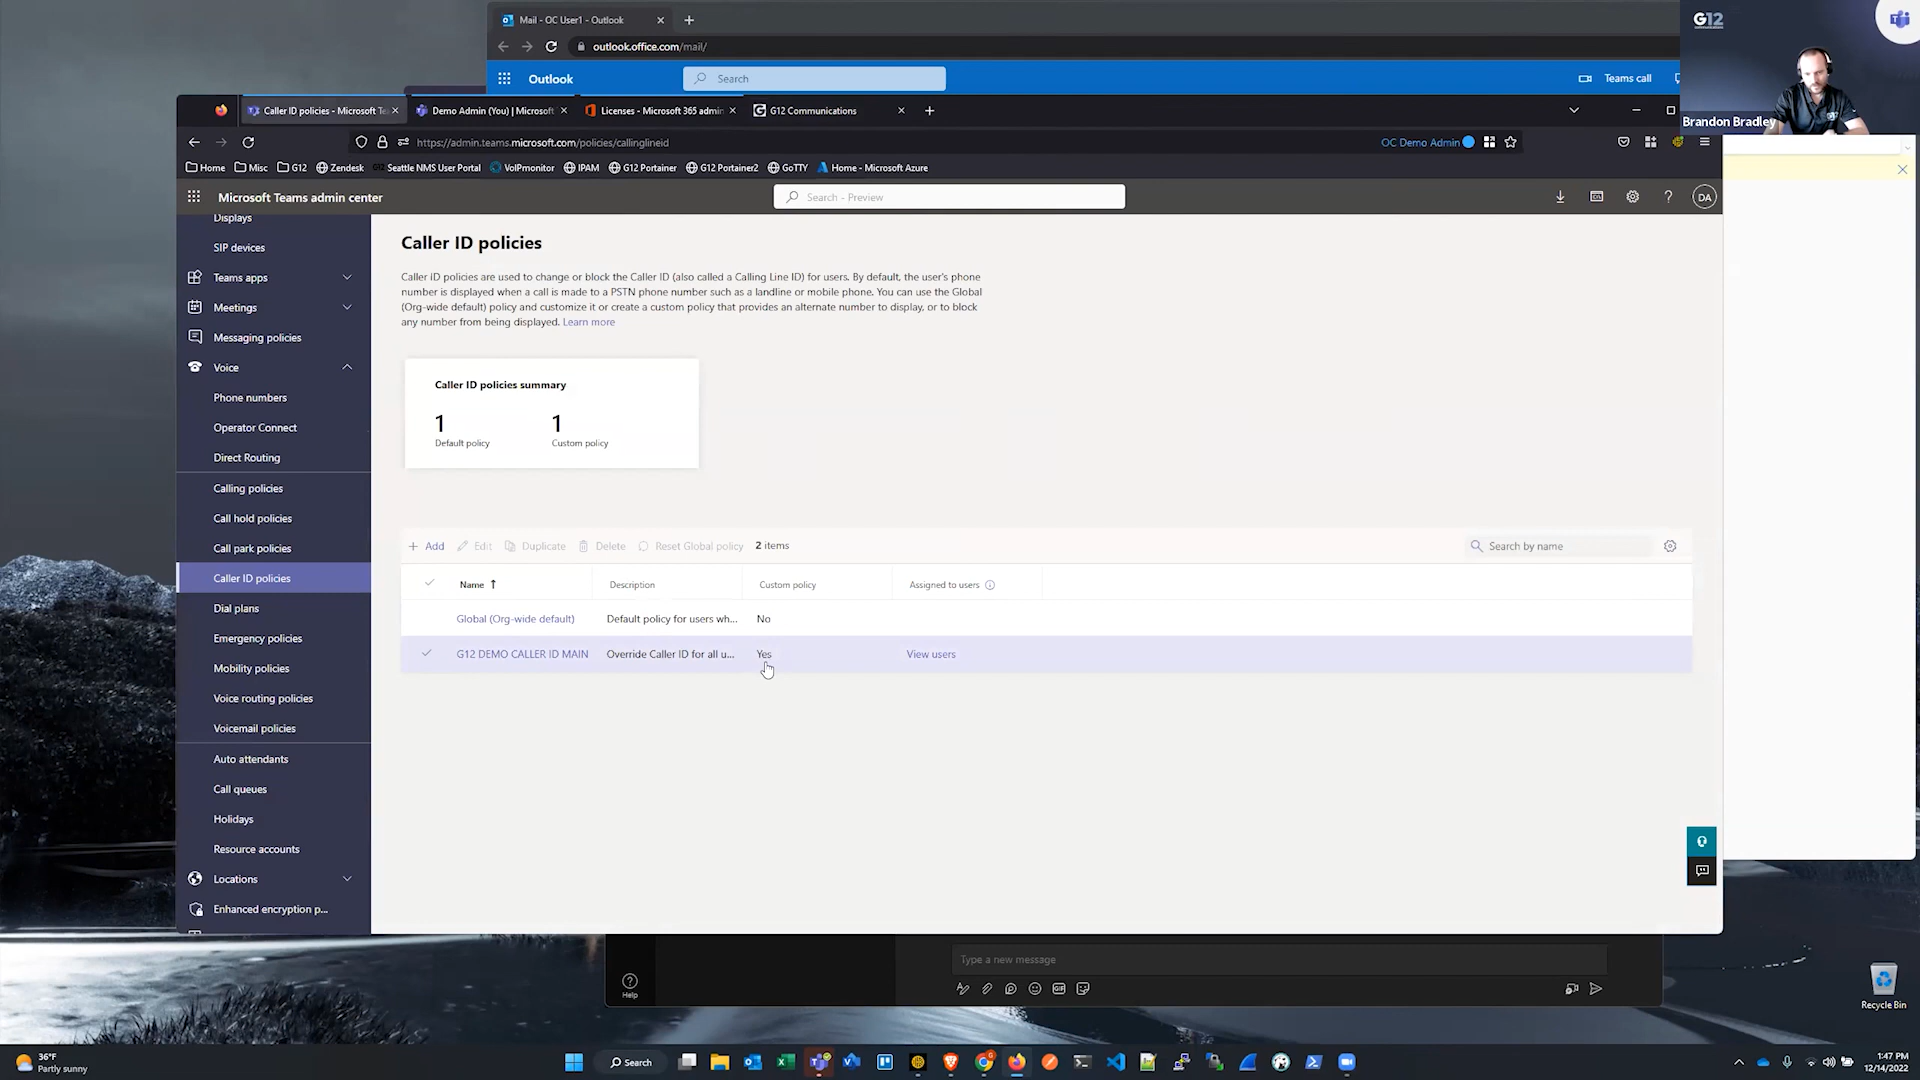 Mail - OC User1 - Outlook
outlook.office.com/mail/
Outlook
Search
Teams call
G12
Brandon Bradley
Caller ID policies - Microsoft Te
Demo Admin (You) | Microsoft
Licenses - Microsoft 365 admin
G12 Communications
https://admin.teams.microsoft.com/policies/callinglineid
OC Demo Admin
Home
Misc
G12
Zendesk
Seattle NMS User Portal
VoIPmonitor
IPAM
G12 Portainer
G12 Portainer2
GoTTY
Home - Microsoft Azure
Microsoft Teams admin center
Search - Preview
DA
Displays
SIP devices
Teams apps
Meetings
Messaging policies
Voice
Phone numbers
Operator Connect
Direct Routing
Calling policies
Call hold policies
Call park policies
Caller ID policies
Dial plans
Emergency policies
Mobility policies
Voice routing policies
Voicemail policies
Auto attendants
Call queues
Holidays
Resource accounts
Locations
Enhanced encryption p...
Caller ID policies
Caller ID policies are used to change or block the Caller ID (also called a Calling Line ID) for users. By default, the user's phone
number is displayed when a call is made to a PSTN phone number such as a landline or mobile phone. You can use the Global
(Org-wide default) policy and customize it or create a custom policy that provides an alternate number to display, or to block
any number from being displayed. Learn more
Caller ID policies summary
1 1
Default policy Custom policy
Add Edit Duplicate Delete Reset Global policy 2 items
Search by name
Name Description Custom policy Assigned to users
Global (Org-wide default) Default policy for users wh... No
G12 DEMO CALLER ID MAIN Override Caller ID for all u... Yes View users
Type a new message
Help
GIF
Recycle Bin
36°F
Partly sunny
Search
1:47 PM
12/14/2022